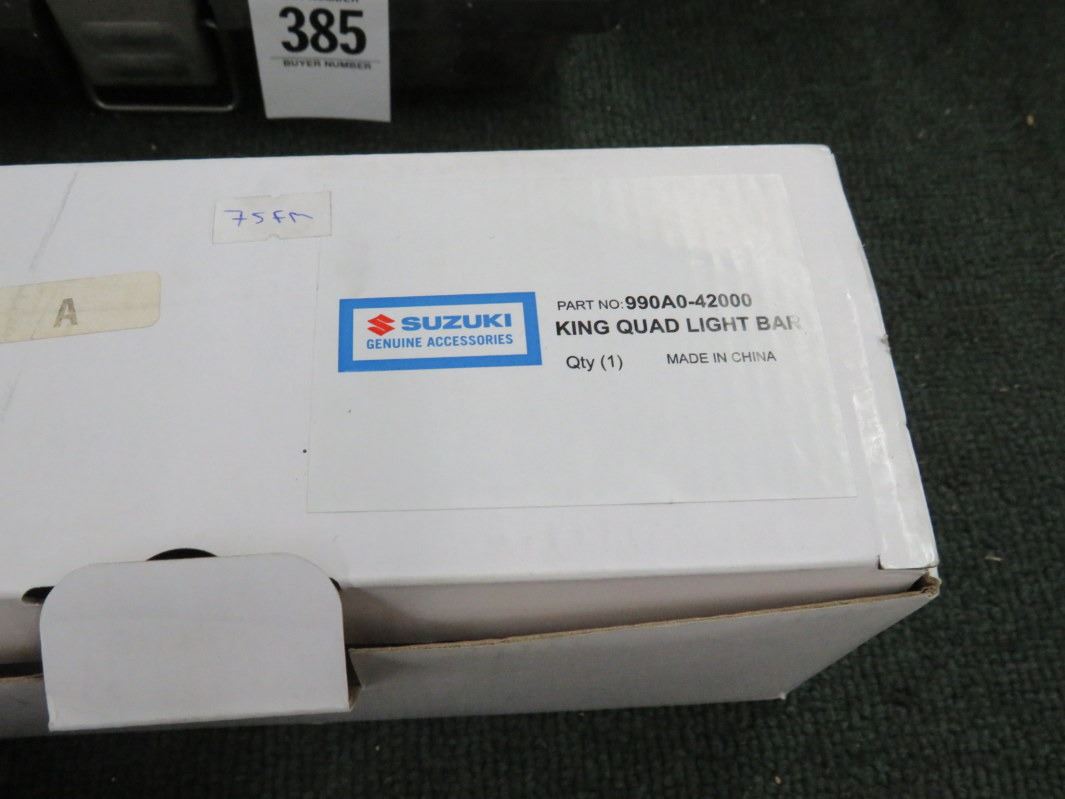 385
BUYER NUMBER
75FM
A
SUZUKI
GENUINE ACCESSORIES
PART NO: 990A0-42000
KING QUAD LIGHT BAR
Qty (1) MADE IN CHINA